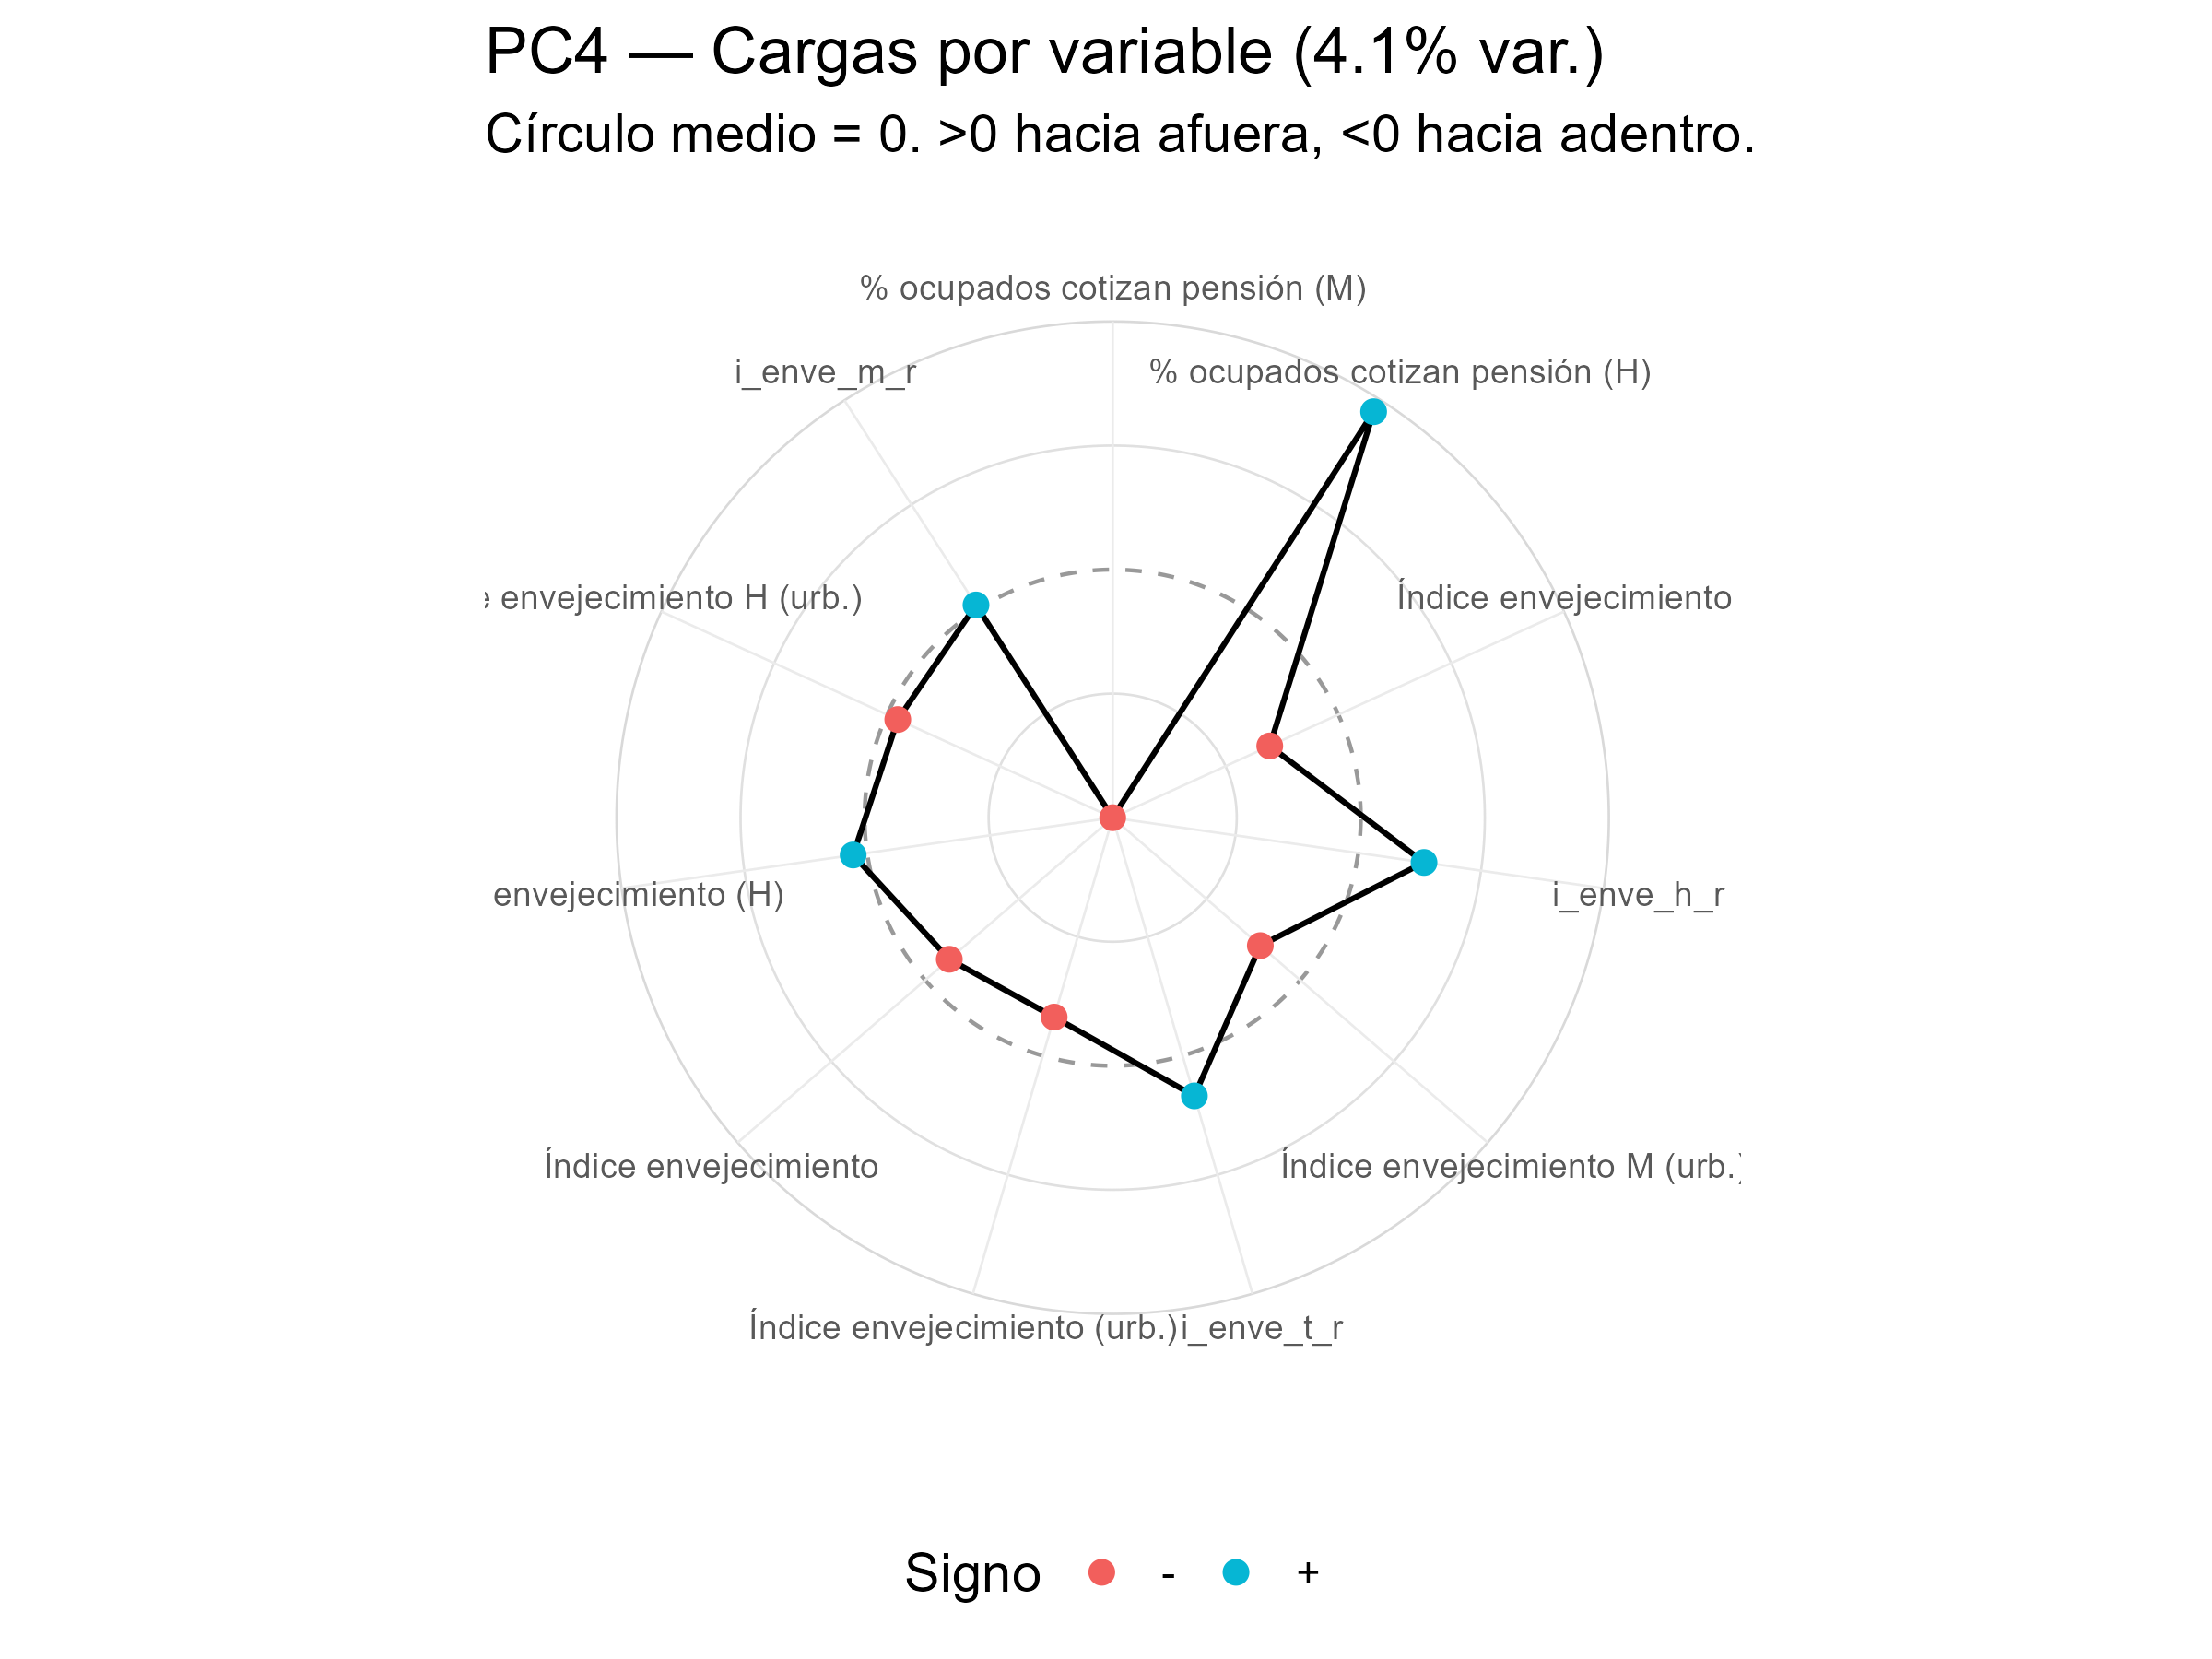 PC4 — Cargas por variable (4.1% var.)
Círculo medio = 0. >0 hacia afuera, <0 hacia adentro.
% ocupados cotizan pensión (M)
i_enve_m_r
% ocupados cotizan pensión (H)
envejecimiento H (urb.)
Índice envejecimiento
envejecimiento (H)
i_enve_h_r
Índice envejecimiento
Índice envejecimiento M (urb.)
Índice envejecimiento (urb.)
i_enve_t_r
Signo - +